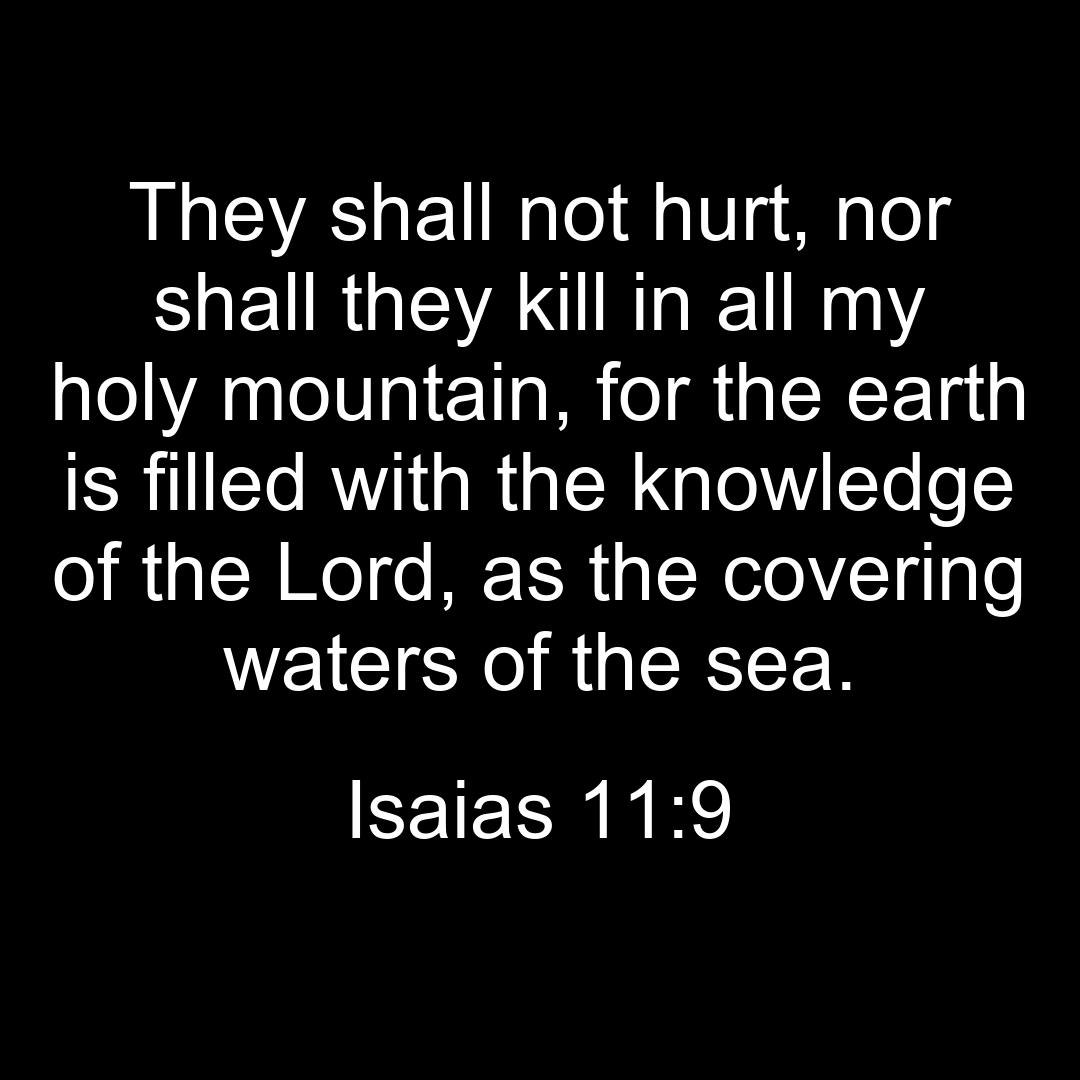 They shall not hurt, nor
shall they kill in all my
holy mountain, for the earth
is filled with the knowledge
of the Lord, as the covering
waters of the sea.
Isaias 11:9